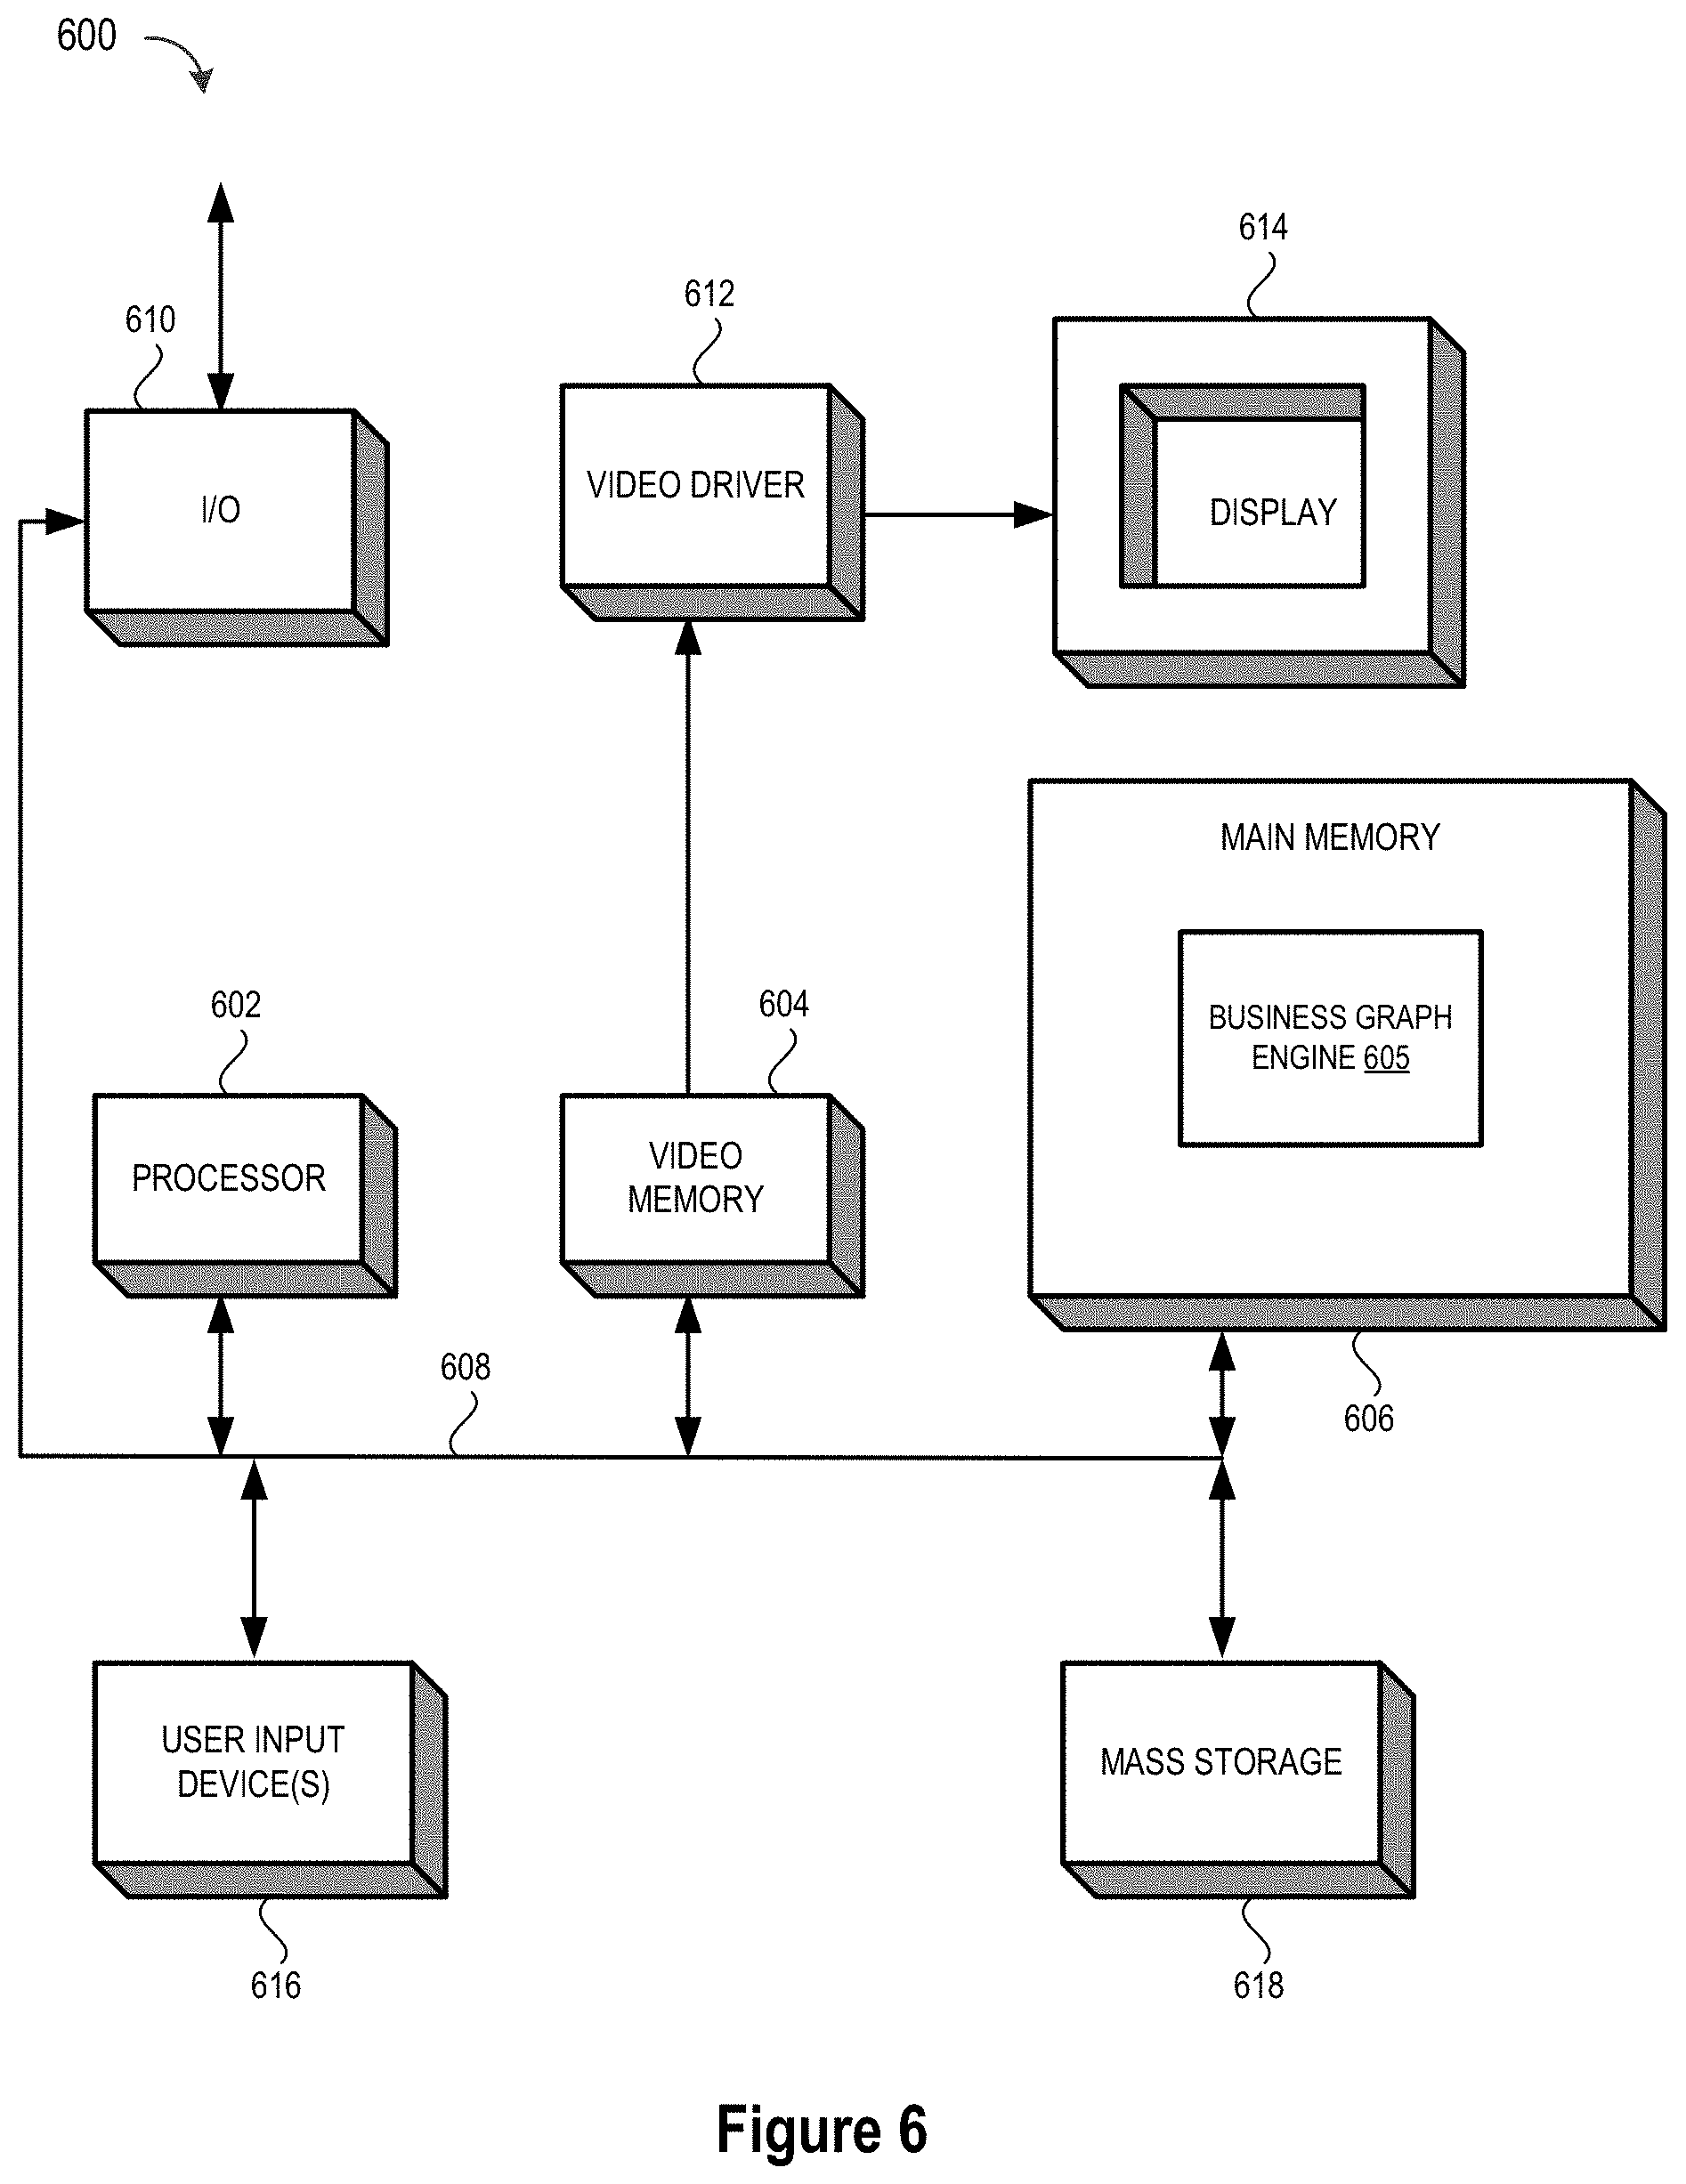 600
614
612
610
VIDEO DRIVER
I/O
DISPLAY
MAIN MEMORY
602
604
BUSINESS GRAPH
ENGINE 605
PROCESSOR
VIDEO
MEMORY
608
606
USER INPUT
DEVICE(S)
MASS STORAGE
616
618
Figure 6